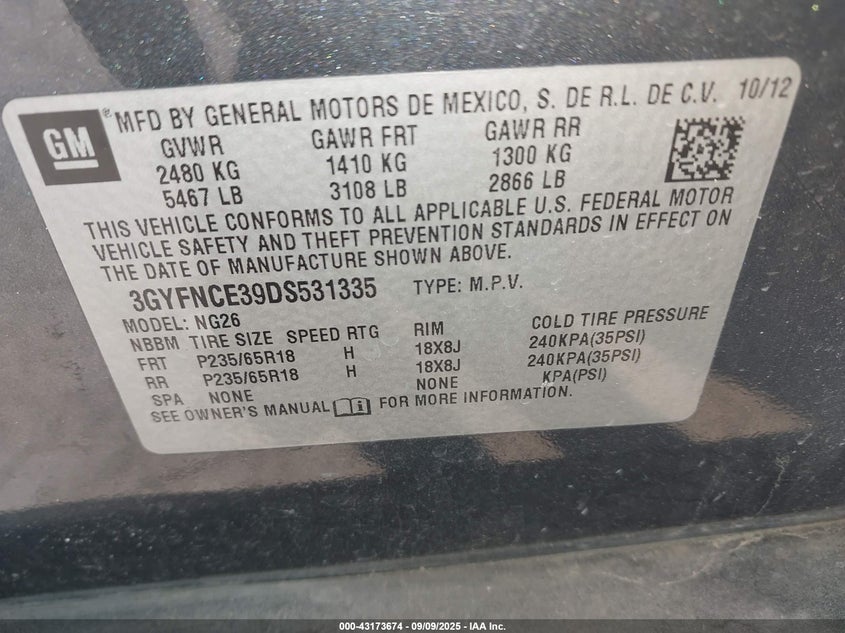 GM
® MFD BY GENERAL MOTORS DE MEXICO, S. DE R.L. DE C.V. 10/12
GVWR GAWR FRT GAWR RR
2480 KG 1410 KG 1300 KG
5467 LB 3108 LB 2866 LB
THIS VEHICLE CONFORMS TO ALL APPLICABLE U.S. FEDERAL MOTOR
VEHICLE SAFETY AND THEFT PREVENTION STANDARDS IN EFFECT ON
THE DATE OF MANUFACTURE SHOWN ABOVE.
3GYFNCE39DS531335 TYPE: M.P.V.
MODEL: NG26
NBBM TIRE SIZE SPEED RTG RIM COLD TIRE PRESSURE
FRT P235/65R18 H 18X8J 240KPA(35PSI)
RR P235/65R18 H 18X8J 240KPA(35PSI)
SPA NONE NONE KPA(PSI)
SEE OWNER'S MANUAL FOR MORE INFORMATION.
000-43173674 | 09/09/2025 - IAA Inc.